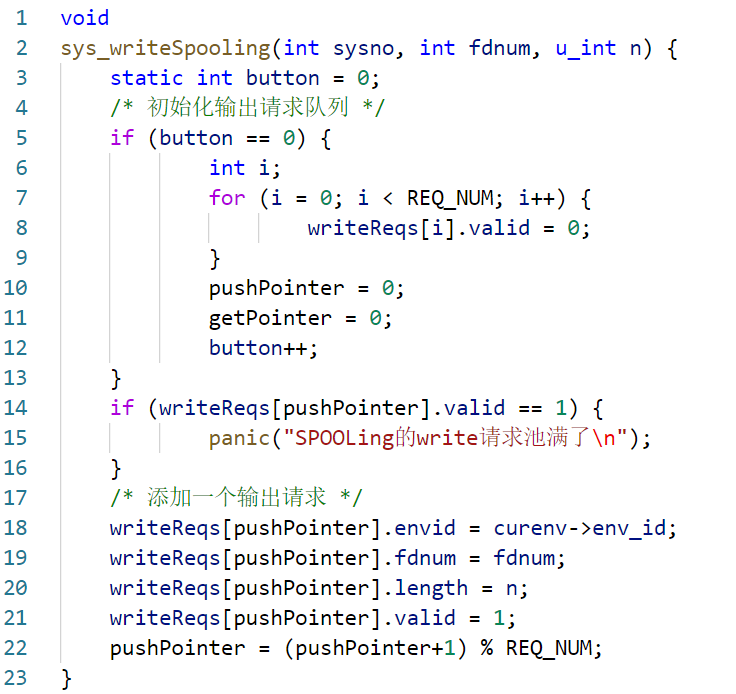 1 void
2 sys_writeSpooling(int sysno, int fdnum, u_int n) {
3     static int button = 0;
4     /* 初始化输出请求队列 */
5     if (button == 0) {
6             int i;
7             for (i = 0; i < REQ_NUM; i++) {
8                     writeReqs[i].valid = 0;
9             }
10             pushPointer = 0;
11             getPointer = 0;
12             button++;
13     }
14     if (writeReqs[pushPointer].valid == 1) {
15             panic("SPOOLing的write请求池满了\n");
16     }
17     /* 添加一个输出请求 */
18     writeReqs[pushPointer].envid = curenv->env_id;
19     writeReqs[pushPointer].fdnum = fdnum;
20     writeReqs[pushPointer].length = n;
21     writeReqs[pushPointer].valid = 1;
22     pushPointer = (pushPointer+1) % REQ_NUM;
23 }